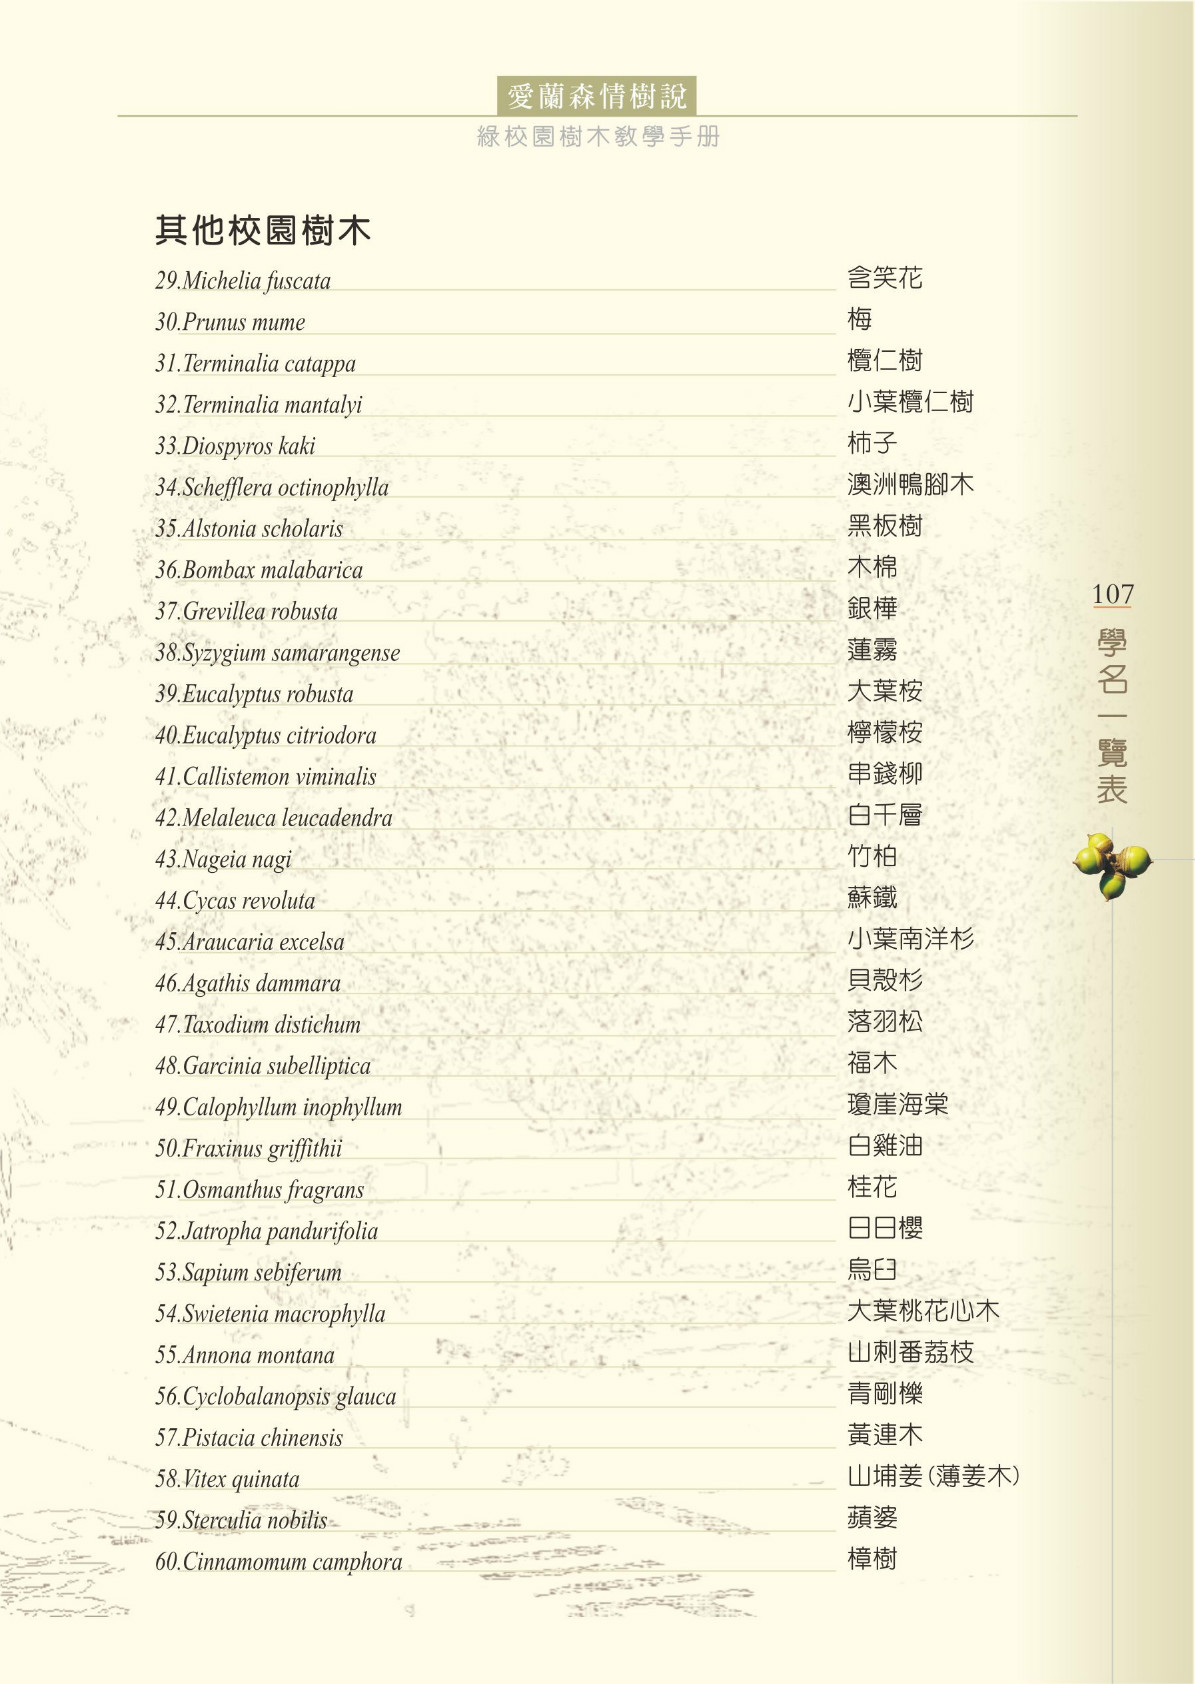 愛蘭森情樹說
綠校園樹木教學手册
其他校園樹木
29.Michelia fuscata 含笑花
30.Prunus mume 梅
31.Terminalia catappa 欖仁樹
32.Terminalia mantalyi 小葉欖仁樹
33.Diospyros kaki 柿子
34.Schefflera octinophylla 澳洲鴨腳木
35.Alstonia scholaris 黑板樹
36.Bombax malabarica 木棉
37.Grevillea robusta 銀樺
38.Syzygium samarangense 蓮霧
39.Eucalyptus robusta 大葉桉
40.Eucalyptus citriodora 檸檬桉
41.Callistemon viminalis 串錢柳
42.Melaleuca leucadendra 白千層
43.Nageia nagi 竹柏
44.Cycas revoluta 蘇鐵
45.Araucaria excelsa 小葉南洋杉
46.Agathis dammara 貝殼杉
47.Taxodium distichum 落羽松
48.Garcinia subelliptica 福木
49.Calophyllum inophyllum 瓊崖海棠
50.Fraxinus griffithii 白雞油
51.Osmanthus fragrans 桂花
52.Jatropha pandurifolia 日日櫻
53.Sapium sebiferum 烏臼
54.Swietenia macrophylla 大葉桃花心木
55.Annona montana 山刺番荔枝
56.Cyclobalanopsis glauca 青剛櫟
57.Pistacia chinensis 黃連木
58.Vitex quinata 山埔姜(薄姜木)
59.Sterculia nobilis 蘋婆
60.Cinnamomum camphora 樟樹
107
學名一覽表